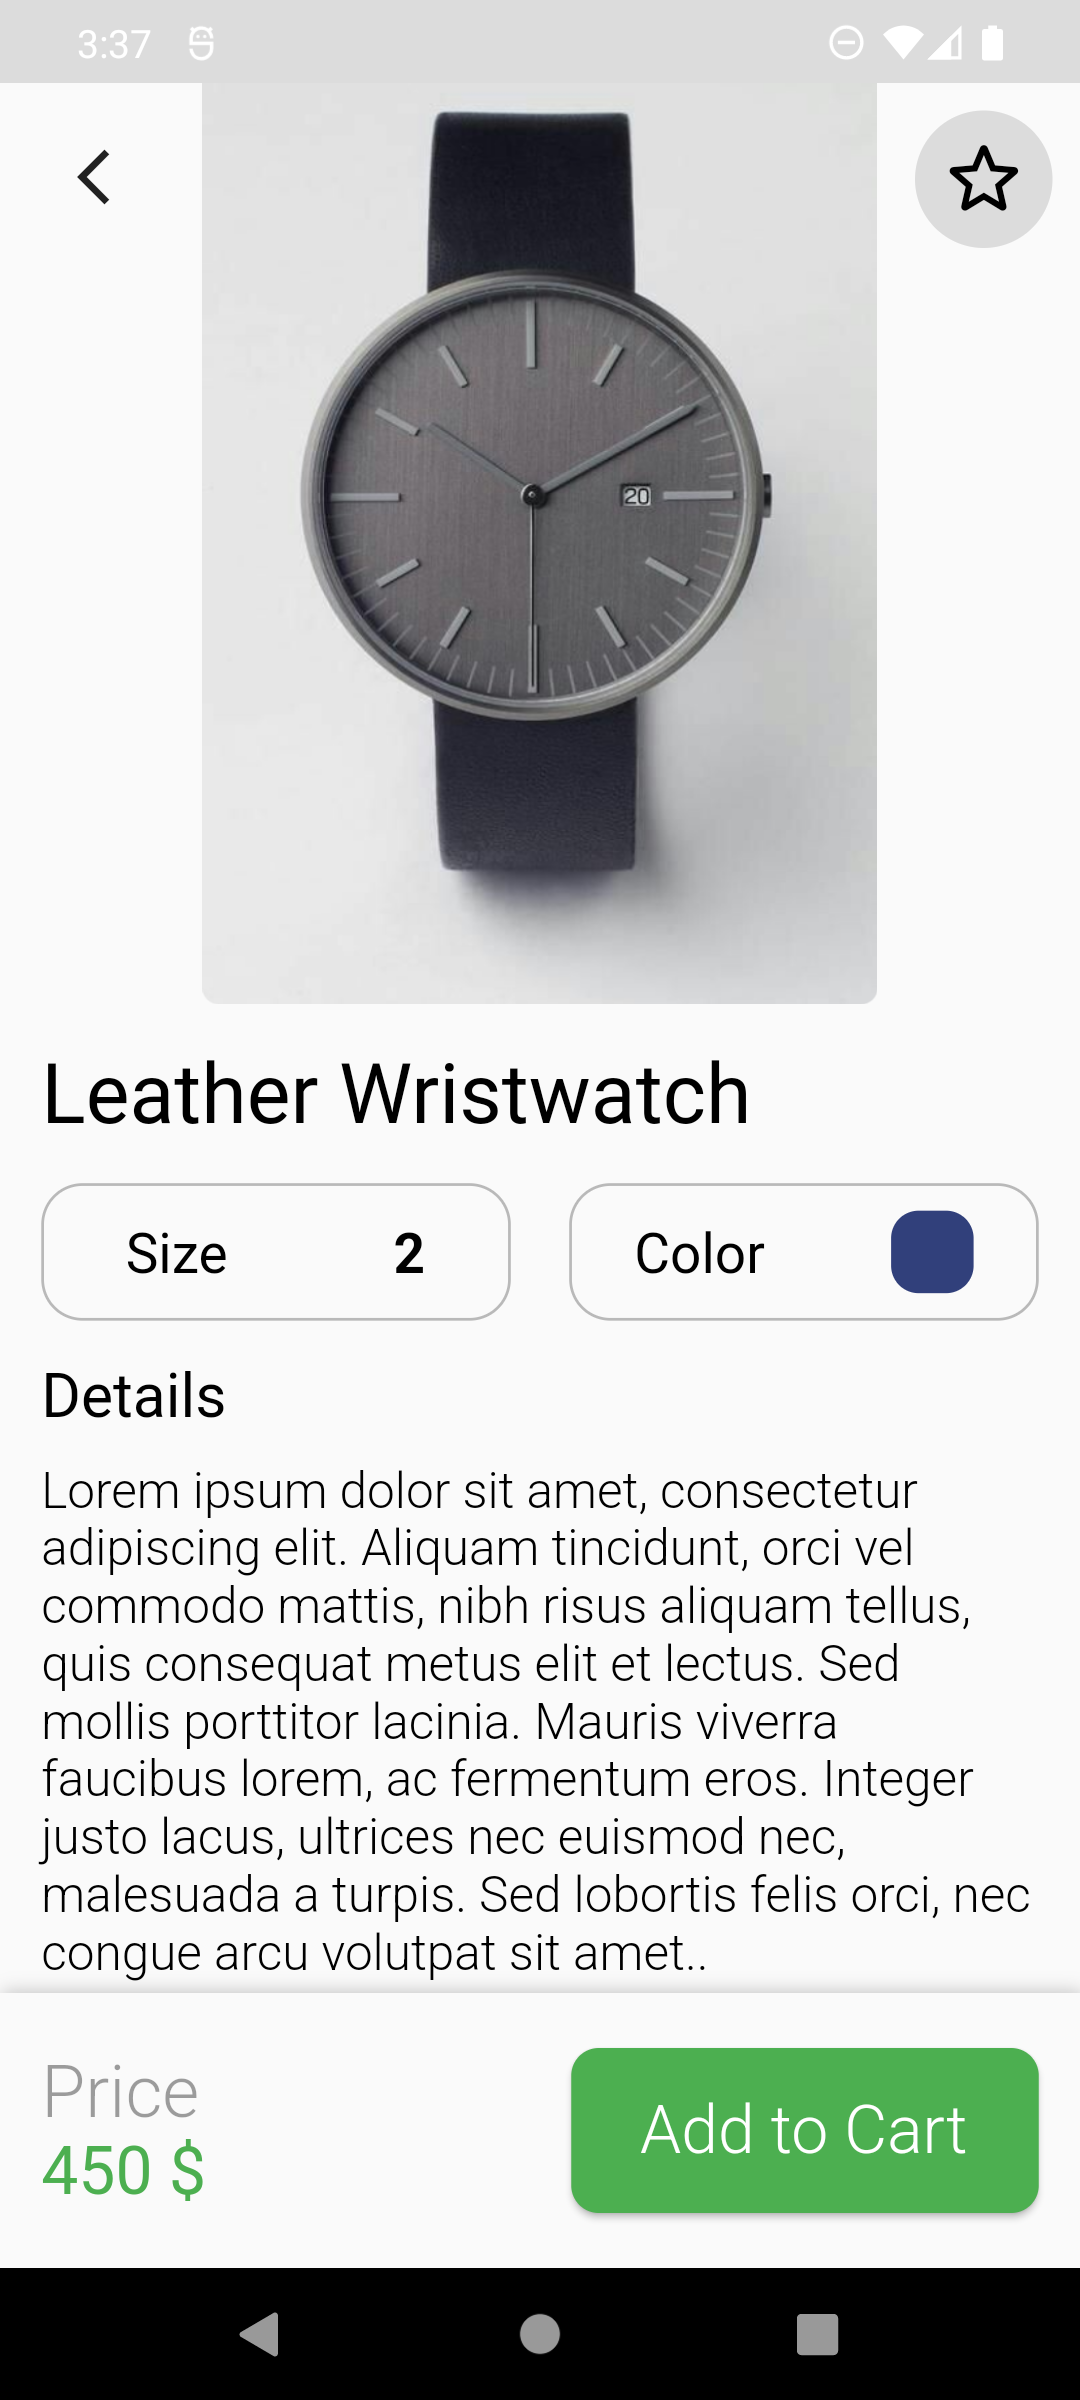 3:37
20
Leather Wristwatch
Size 2 Color
Details
Lorem ipsum dolor sit amet, consectetur
adipiscing elit. Aliquam tincidunt, orci vel
commodo mattis, nibh risus aliquam tellus,
quis consequat metus elit et lectus. Sed
mollis porttitor lacinia. Mauris viverra
faucibus lorem, ac fermentum eros. Integer
justo lacus, ultrices nec euismod nec,
malesuada a turpis. Sed lobortis felis orci, nec
congue arcu volutpat sit amet..
Price
450 $
Add to Cart